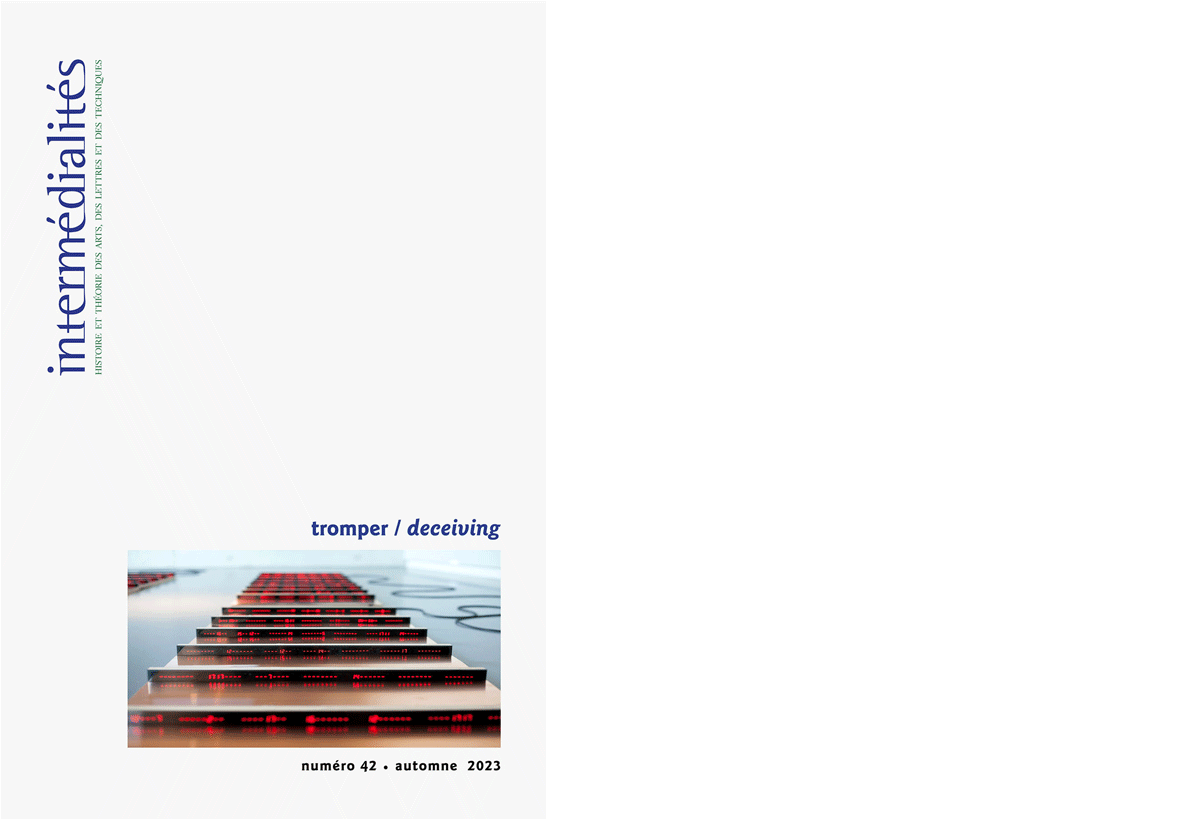 intermédialités
HISTOIRE ET THÉORIE DES ARTS, DES LETTRES ET DES TECHNIQUES
tromper / deceiving
numéro 42 • automne 2023